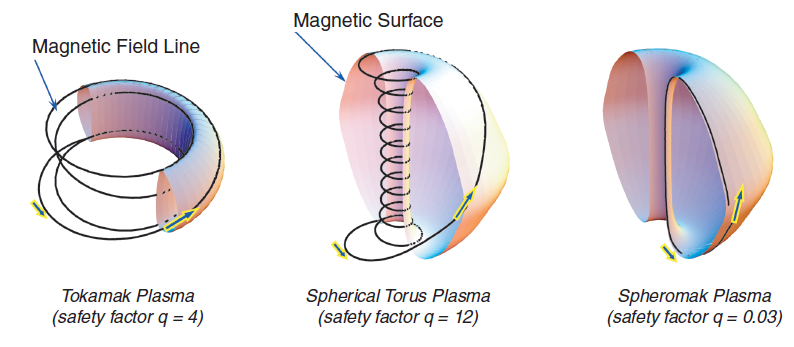 Magnetic Surface
Magnetic Field Line
Tokamak Plasma
(safety factor q = 4)
Spherical Torus Plasma
(safety factor q = 12)
Spheromak Plasma
(safety factor q = 0.03)